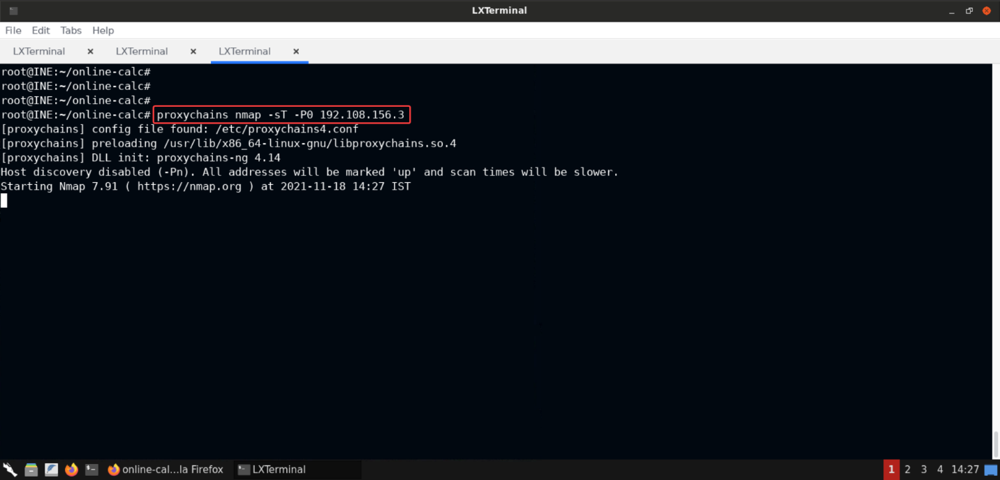 LXTerminal
File Edit Tabs Help
LXTerminal × LXTerminal × LXTerminal ×
root@INE:~/online-calc#
root@INE:~/online-calc#
root@INE:~/online-calc#
root@INE:~/online-calc# proxychains nmap -sT -P0 192.108.156.3
[proxychains] config file found: /etc/proxychains4.conf
[proxychains] preloading /usr/lib/x86_64-linux-gnu/libproxychains.so.4
[proxychains] DLL init: proxychains-ng 4.14
Host discovery disabled (-Pn). All addresses will be marked 'up' and scan times will be slower.
Starting Nmap 7.91 ( https://nmap.org ) at 2021-11-18 14:27 IST
online-cal...la Firefox LXTerminal 1 2 3 4 14:27